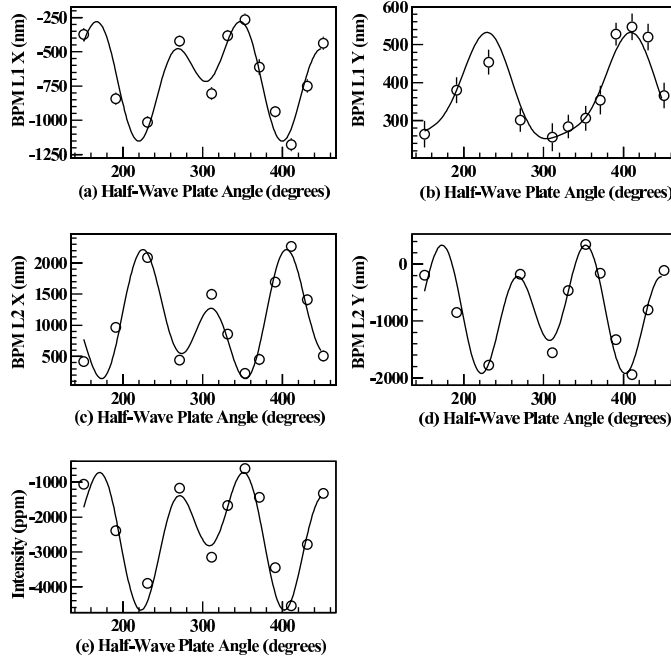 BPM L1 X (nm)
-250
-500
-750
-1000
-1250
200 300 400
(a) Half-Wave Plate Angle (degrees)
BPM L1 Y (nm)
600
500
400
300
200 300 400
(b) Half-Wave Plate Angle (degrees)
BPM L2 X (nm)
2000
1500
1000
500
200 300 400
(c) Half-Wave Plate Angle (degrees)
BPM L2 Y (nm)
0
-1000
-2000
200 300 400
(d) Half-Wave Plate Angle (degrees)
Intensity (ppm)
-1000
-2000
-3000
-4000
200 300 400
(e) Half-Wave Plate Angle (degrees)